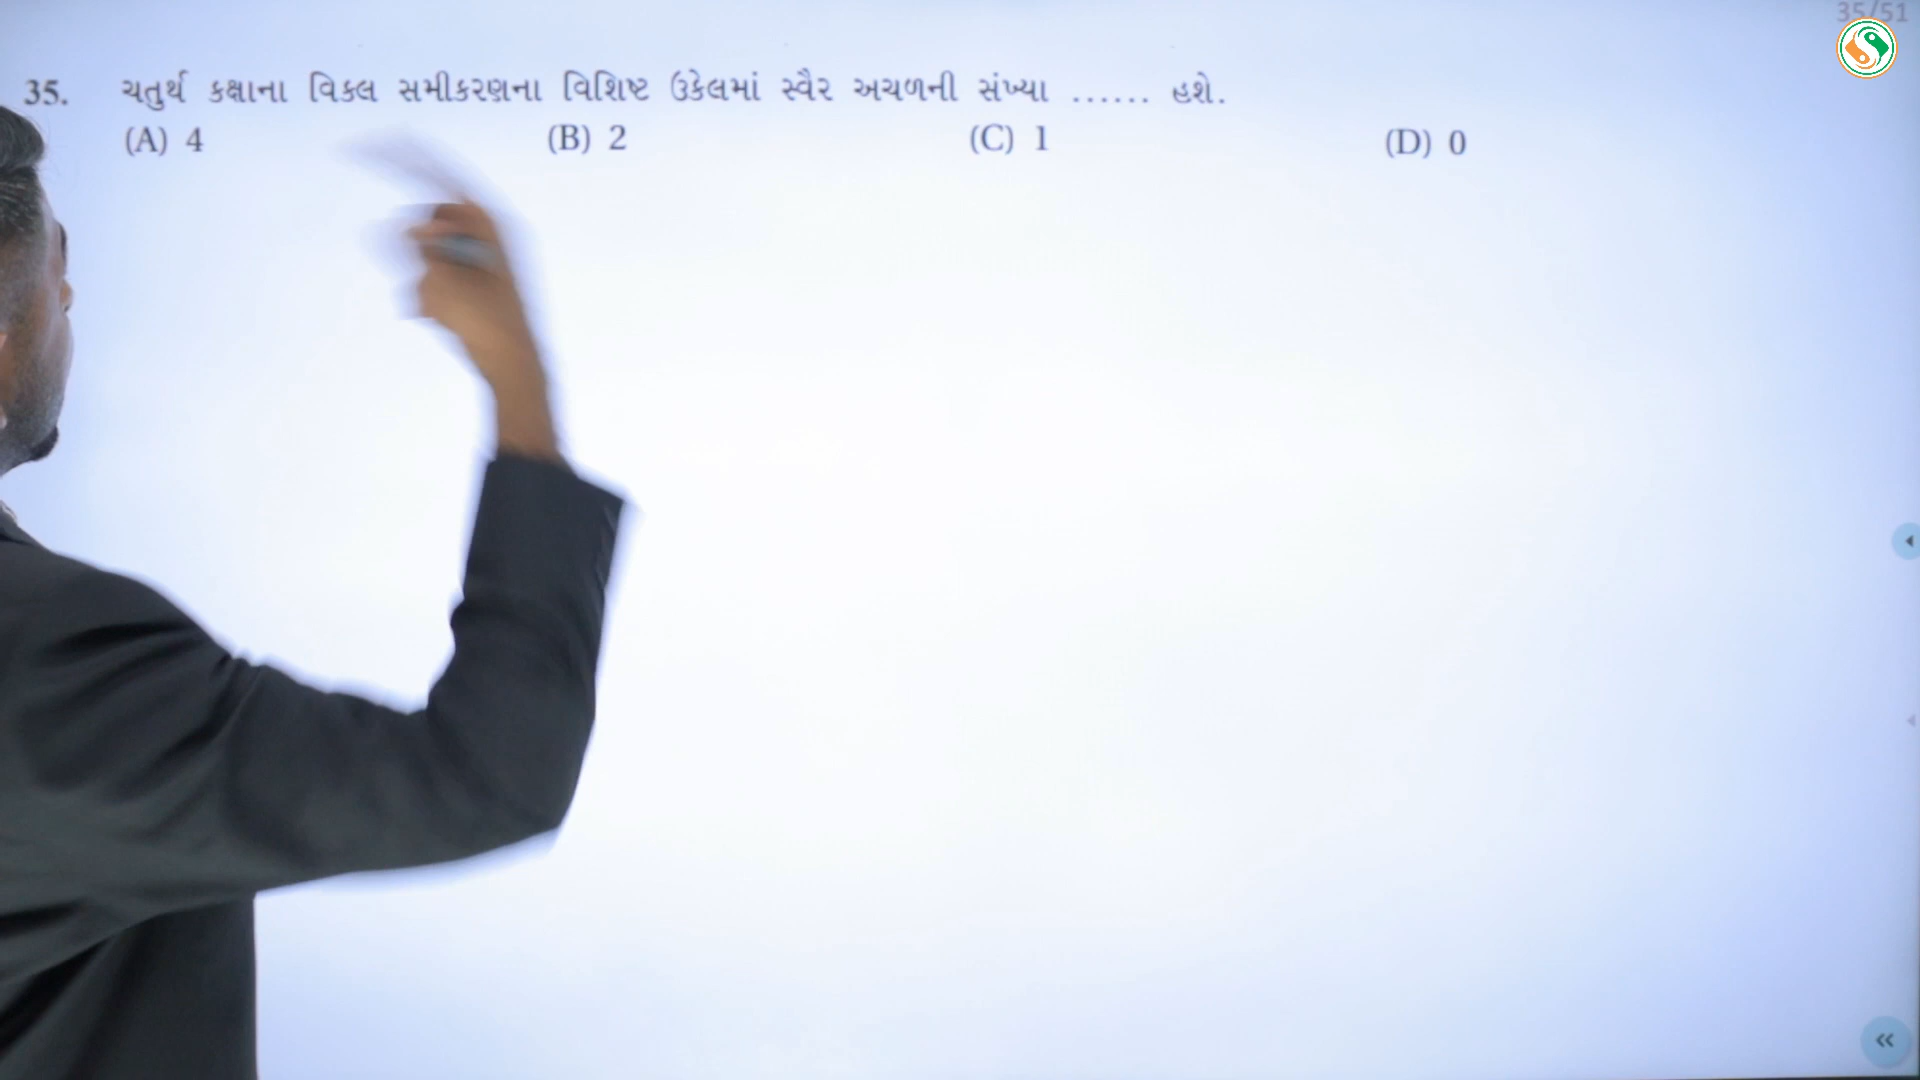 35/51
35. ચતુર્થ કક્ષાના વિકલ સમીકરણના વિશિષ્ટ ઉકેલમાં સ્વૈર અચળની સંખ્યા ...... હશે.
(A) 4 (B) 2 (C) 1 (D) 0